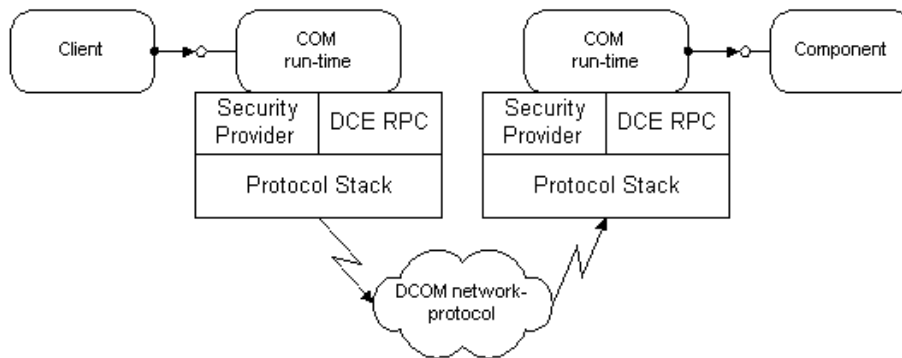 Client
COM
run-time
Security
Provider
DCE RPC
Protocol Stack
COM
run-time
Component
Security
Provider
DCE RPC
Protocol Stack
DCOM network-
protocol